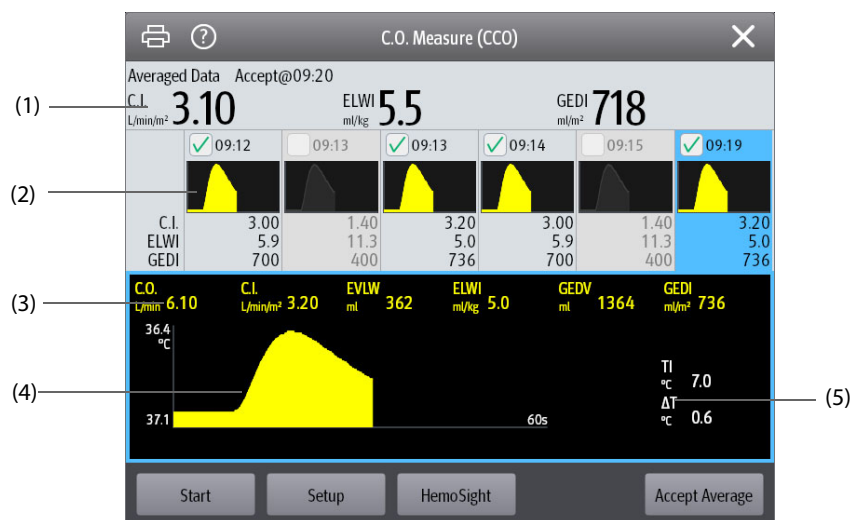 C.O. Measure (CCO)
Averaged Data Accept@09:20
(1)
C.I. L/min/m² 3.10 ELWI ml/kg 5.5 GEDI ml/m² 718
09:12 09:13 09:13 09:14 09:15 09:19
(2)
C.I. 3.00 1.40 3.20 3.00 1.40 3.20
ELWI 5.9 11.3 5.0 5.9 11.3 5.0
GEDI 700 400 736 700 400 736
(3)
C.O. L/min 6.10 C.I. L/min/m² 3.20 EVLW ml 362 ELWI ml/kg 5.0 GEDV ml 1364 GEDI ml/m² 736
36.4
°C
TI
°C 7.0
(4)
ΔT
°C 0.6
(5)
37.1 60s
Start Setup HemoSight Accept Average